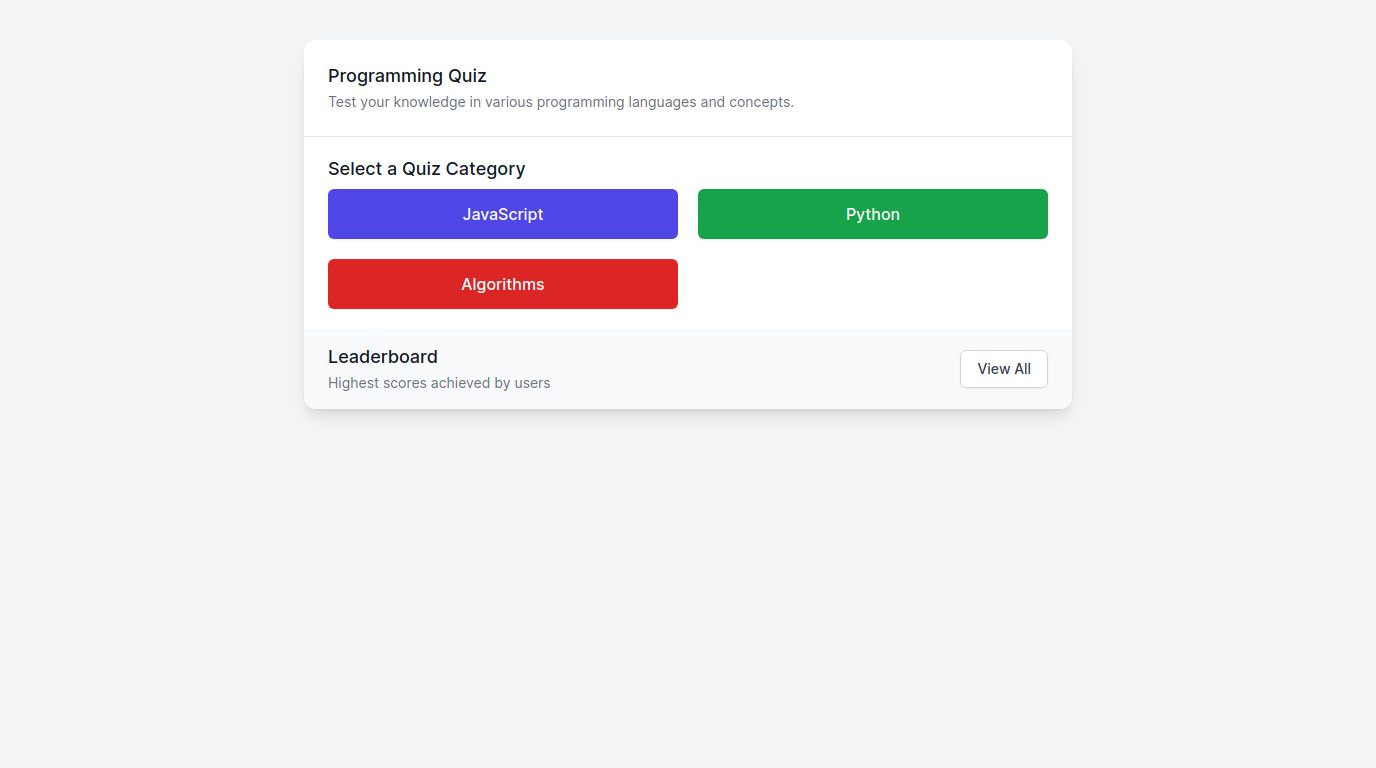 Programming Quiz
Test your knowledge in various programming languages and concepts.
Select a Quiz Category
JavaScript
Python
Algorithms
Leaderboard
Highest scores achieved by users
View All